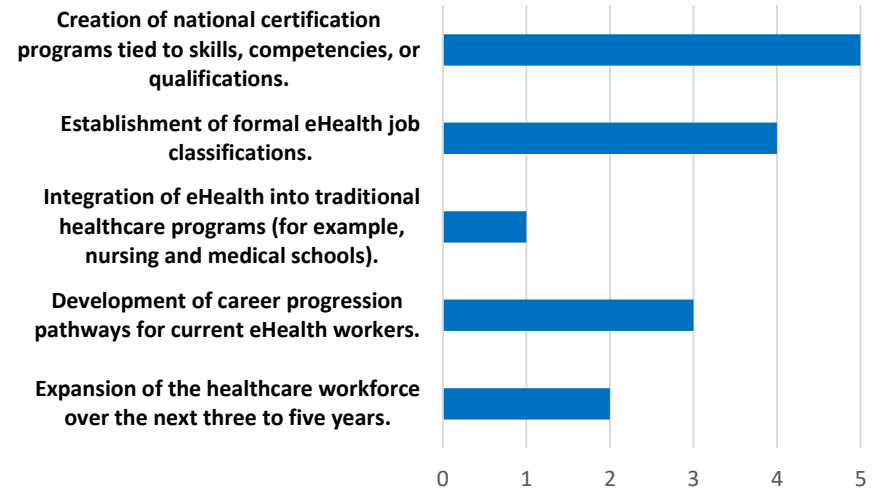 Creation of national certification
programs tied to skills, competencies, or
qualifications.
Establishment of formal eHealth job
classifications.
Integration of eHealth into traditional
healthcare programs (for example,
nursing and medical schools).
Development of career progression
pathways for current eHealth workers.
Expansion of the healthcare workforce
over the next three to five years.
0 1 2 3 4 5